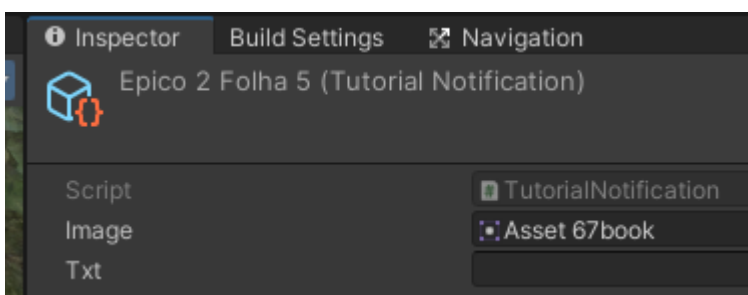 Inspector Build Settings Navigation
Epico 2 Folha 5 (Tutorial Notification)
Script TutorialNotification
Image Asset 67book
Txt